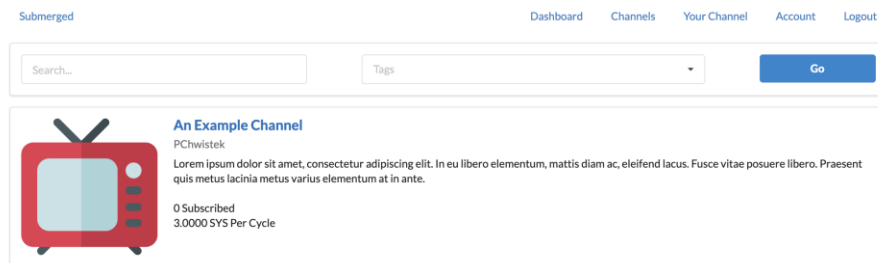 Submerged Dashboard Channels Your Channel Account Logout
Search... Tags Go
An Example Channel
PChwistek
Lorem ipsum dolor sit amet, consectetur adipiscing elit. In eu libero elementum, mattis diam ac, eleifend lacus. Fusce vitae posuere libero. Praesent
quis metus lacinia metus varius elementum at in ante.
0 Subscribed
3.0000 SYS Per Cycle